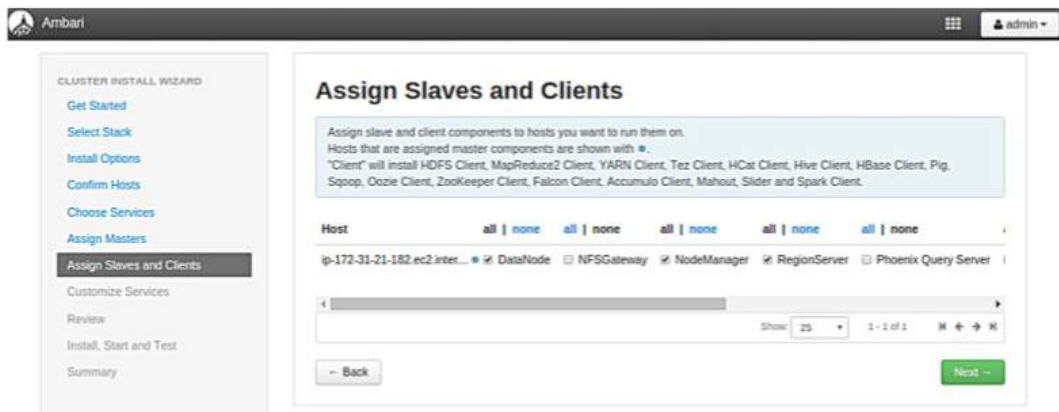 Ambari
admin
CLUSTER INSTALL WIZARD
Get Started
Select Stack
Install Options
Confirm Hosts
Choose Services
Assign Masters
Assign Slaves and Clients
Customize Services
Review
Install, Start and Test
Summary
Assign Slaves and Clients
Assign slave and client components to hosts you want to run them on.
Hosts that are assigned master components are shown with ✵.
"Client" will install HDFS Client, MapReduce2 Client, YARN Client, Tez Client, HCat Client, Hive Client, HBase Client, Pig,
Sqoop, Oozie Client, ZooKeeper Client, Falcon Client, Accumulo Client, Mahout, Slider and Spark Client.
Host all | none all | none all | none all | none all | none
ip-172-31-21-182.ec2.inter... ✵ DataNode NFSGateway NodeManager RegionServer Phoenix Query Server
Show: 25 1 - 1 of 1
← Back
Next →